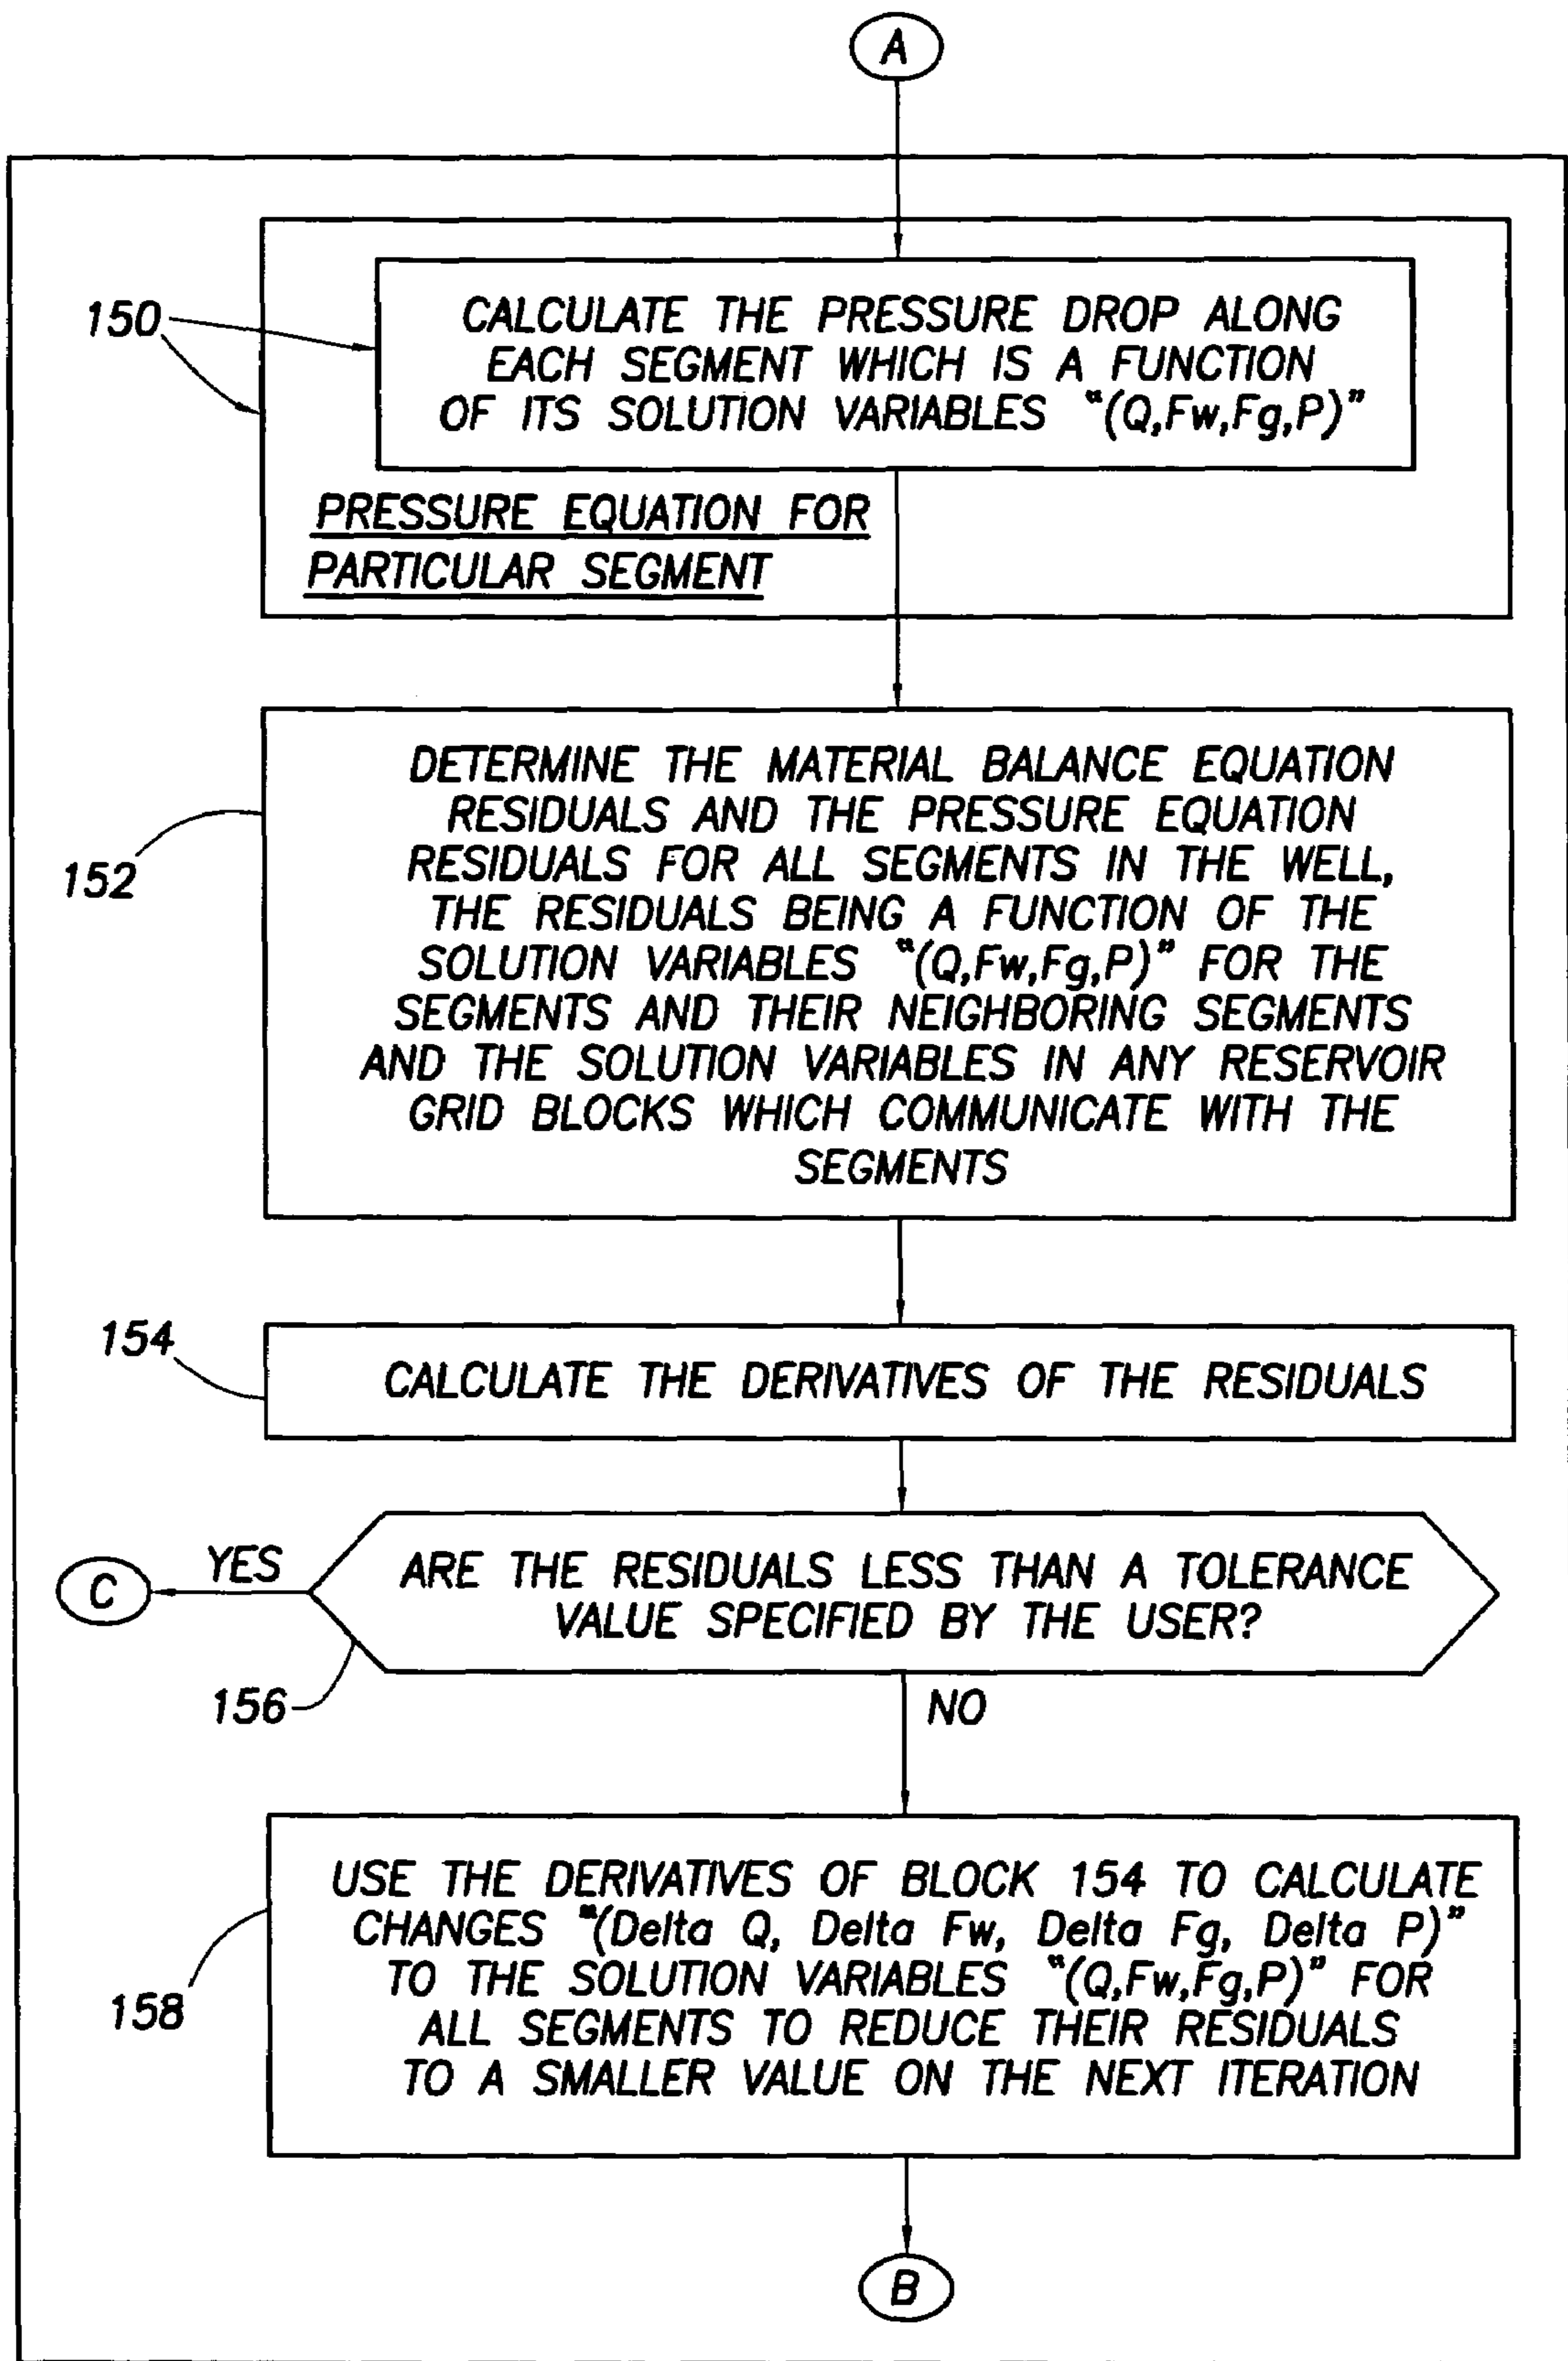 A
150
CALCULATE THE PRESSURE DROP ALONG
EACH SEGMENT WHICH IS A FUNCTION
OF ITS SOLUTION VARIABLES "(Q,Fw,Fg,P)"
PRESSURE EQUATION FOR
PARTICULAR SEGMENT
152
DETERMINE THE MATERIAL BALANCE EQUATION
RESIDUALS AND THE PRESSURE EQUATION
RESIDUALS FOR ALL SEGMENTS IN THE WELL,
THE RESIDUALS BEING A FUNCTION OF THE
SOLUTION VARIABLES "(Q,Fw,Fg,P)" FOR THE
SEGMENTS AND THEIR NEIGHBORING SEGMENTS
AND THE SOLUTION VARIABLES IN ANY RESERVOIR
GRID BLOCKS WHICH COMMUNICATE WITH THE
SEGMENTS
154
CALCULATE THE DERIVATIVES OF THE RESIDUALS
C
YES
ARE THE RESIDUALS LESS THAN A TOLERANCE
VALUE SPECIFIED BY THE USER?
156
NO
USE THE DERIVATIVES OF BLOCK 154 TO CALCULATE
CHANGES "(Delta Q, Delta Fw, Delta Fg, Delta P)"
TO THE SOLUTION VARIABLES "(Q,Fw,Fg,P)" FOR
ALL SEGMENTS TO REDUCE THEIR RESIDUALS
TO A SMALLER VALUE ON THE NEXT ITERATION
158
B